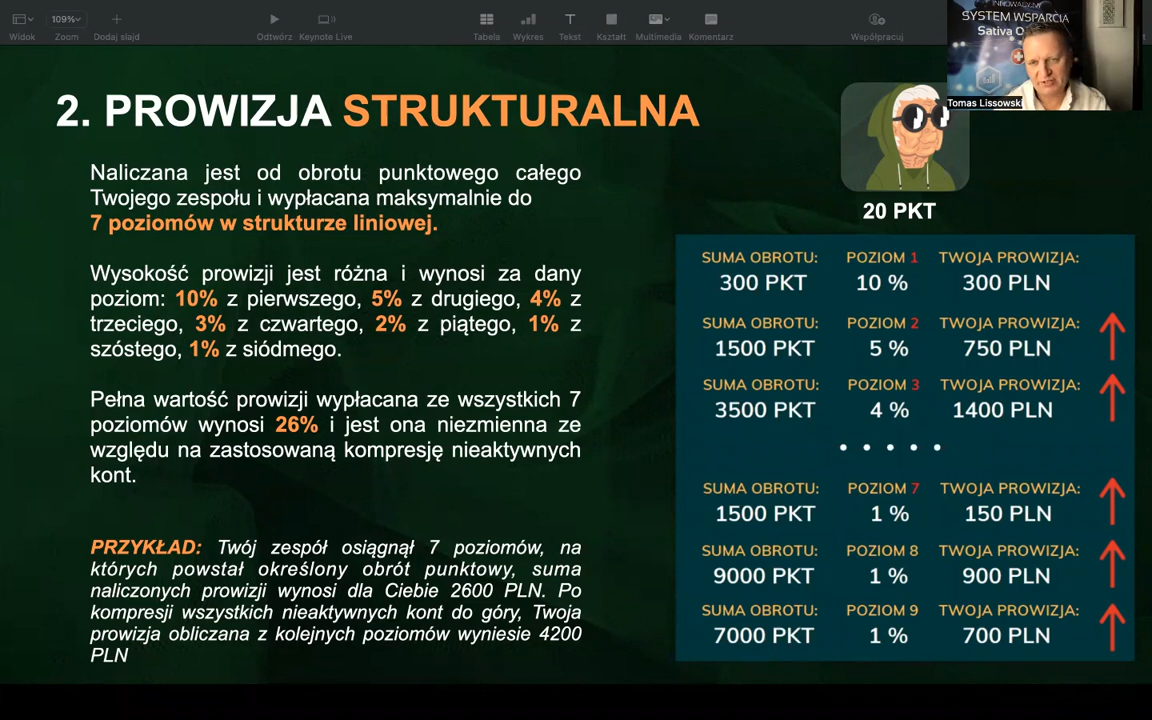 109%
Widok
Zoom
Dodaj slajd
Odtwórz
Keynote Live
Tabela
Wykres
Tekst
Kształt
Multimedia
Komentarz
Współpracuj
SYSTEM WSPARCIA
Sativa
Tomas Lissowski
2. PROWIZJA STRUKTURALNA
Naliczana jest od obrotu punktowego całego
Twojego zespołu i wypłacana maksymalnie do
7 poziomów w strukturze liniowej.
Wysokość prowizji jest różna i wynosi za dany
poziom: 10% z pierwszego, 5% z drugiego, 4% z
trzeciego, 3% z czwartego, 2% z piątego, 1% z
szóstego, 1% z siódmego.
Pełna wartość prowizji wypłacana ze wszystkich 7
poziomów wynosi 26% i jest ona niezmienna ze
względu na zastosowaną kompresję nieaktywnych
kont.
PRZYKŁAD: Twój zespół osiągnął 7 poziomów, na
których powstał określony obrót punktowy, suma
naliczonych prowizji wynosi dla Ciebie 2600 PLN. Po
kompresji wszystkich nieaktywnych kont do góry, Twoja
prowizja obliczana z kolejnych poziomów wyniesie 4200
PLN
20 PKT
SUMA OBROTU: POZIOM 1 TWOJA PROWIZJA:
300 PKT 10 % 300 PLN
SUMA OBROTU: POZIOM 2 TWOJA PROWIZJA:
1500 PKT 5 % 750 PLN
SUMA OBROTU: POZIOM 3 TWOJA PROWIZJA:
3500 PKT 4 % 1400 PLN
• • • • •
SUMA OBROTU: POZIOM 7 TWOJA PROWIZJA:
1500 PKT 1 % 150 PLN
SUMA OBROTU: POZIOM 8 TWOJA PROWIZJA:
9000 PKT 1 % 900 PLN
SUMA OBROTU: POZIOM 9 TWOJA PROWIZJA:
7000 PKT 1 % 700 PLN